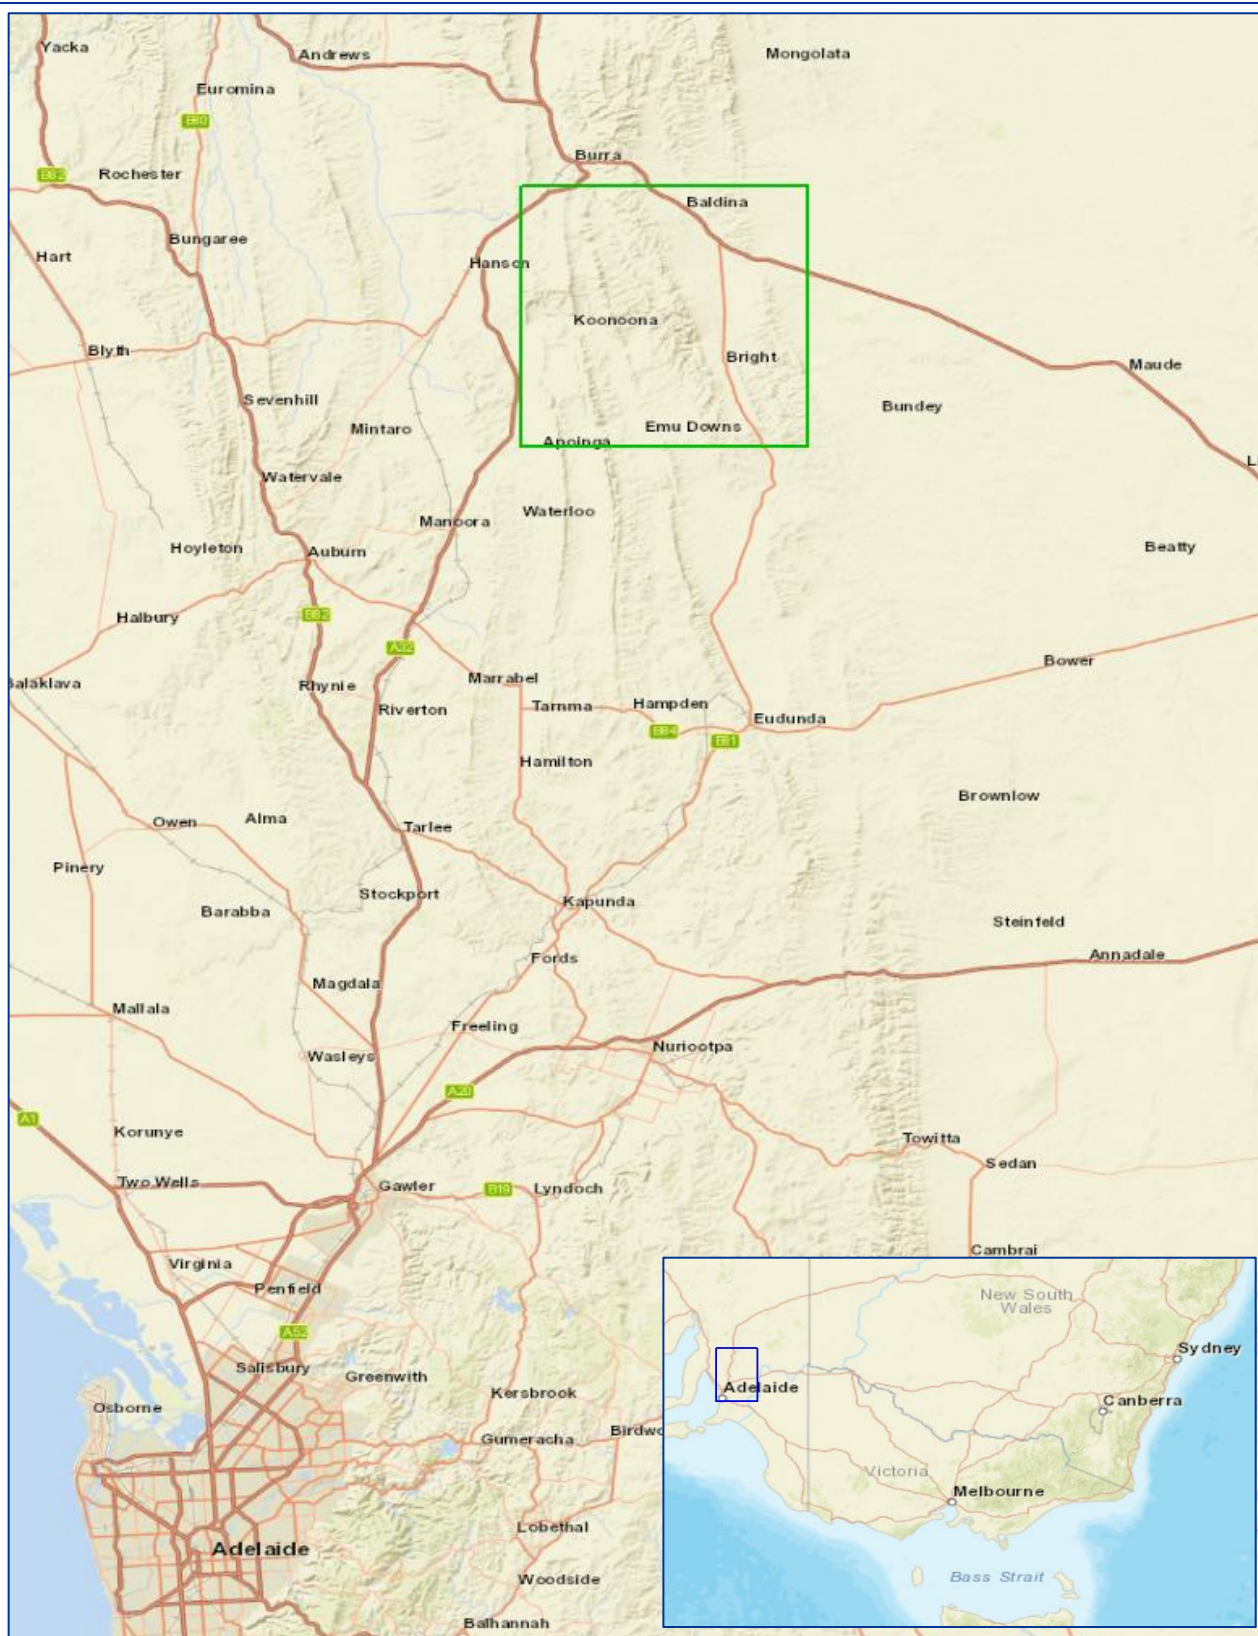 Yacka
Andrews
Mongolata
Euromina
B80
Burra
Rochester
B82
Baldina
Bungaree
Hart
Hanson
Koonoona
Blyth
Bright
Maude
Sevenhill
Bundey
Mintaro
Emu Downs
Apoinga
Watervale
Manoora
Waterloo
Hoyleton
Auburn
Beatty
Halbury
B82
A32
Bower
Balaklava
Marrabel
Rhynie
Riverton
Tarnma
Hampden
Eudunda
B84
B81
Hamilton
Brownlow
Owen
Alma
Tarlee
Pinery
Stockport
Kapunda
Barabba
Steinfeld
Fords
Annadale
Magdala
Mallala
Freeling
Wasleys
Nuriootpa
A20
A1
Korunye
Towitta
Sedan
Two Wells
Gawler
B19
Lyndoch
Cambrai
Virginia
Penfield
New South
Wales
A52
Sydney
Salisbury
Greenwith
Adelaide
Kersbrook
Canberra
Osborne
Gumeracha
Birdwo
Victoria
Melbourne
Lobethal
Adelaide
Woodside
Bass Strait
Balhannah